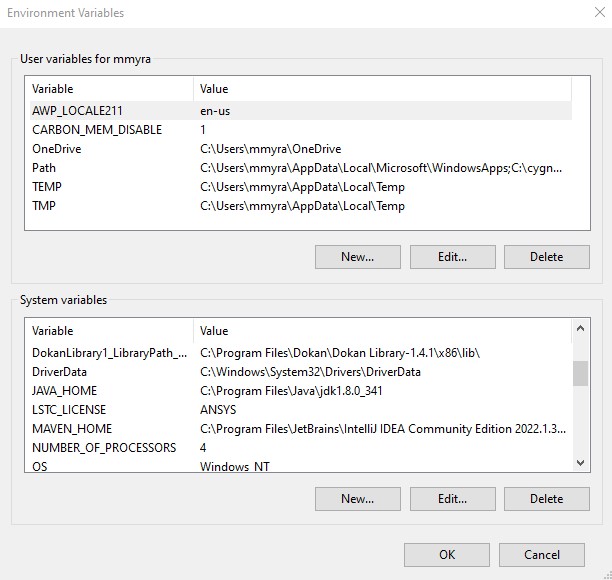 Environment Variables
User variables for mmyra
Variable Value
AWP_LOCALE211 en-us
CARBON_MEM_DISABLE 1
OneDrive C:\Users\mmyra\OneDrive
Path C:\Users\mmyra\AppData\Local\Microsoft\WindowsApps;C:\cygn...
TEMP C:\Users\mmyra\AppData\Local\Temp
TMP C:\Users\mmyra\AppData\Local\Temp
New... Edit... Delete
System variables
Variable Value
DokanLibrary1_LibraryPath_... C:\Program Files\Dokan\Dokan Library-1.4.1\x86\lib\
DriverData C:\Windows\System32\Drivers\DriverData
JAVA_HOME C:\Program Files\Java\jdk1.8.0_341
LSTC_LICENSE ANSYS
MAVEN_HOME C:\Program Files\JetBrains\IntelliJ IDEA Community Edition 2022.1.3...
NUMBER_OF_PROCESSORS 4
OS Windows_NT
New... Edit... Delete
OK Cancel